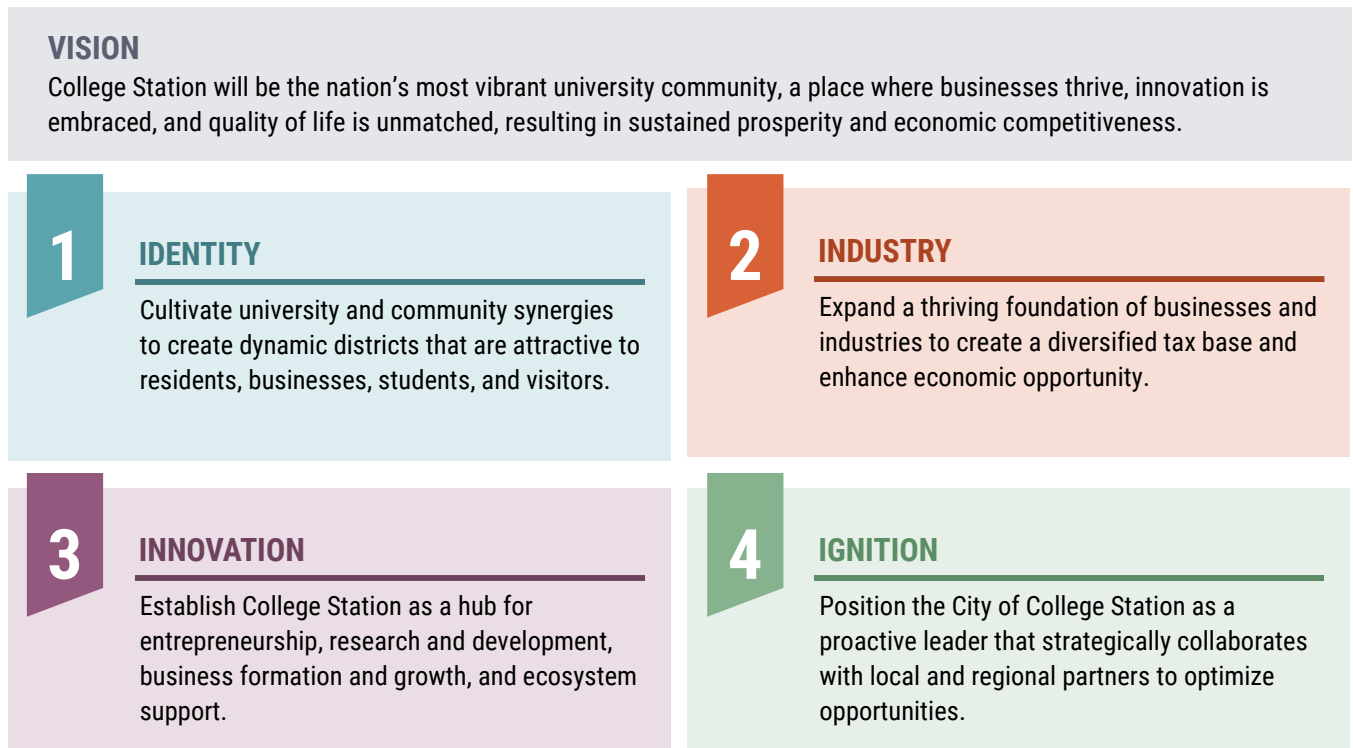 VISION
College Station will be the nation’s most vibrant university community, a place where businesses thrive, innovation is
embraced, and quality of life is unmatched, resulting in sustained prosperity and economic competitiveness.
1
IDENTITY
Cultivate university and community synergies
to create dynamic districts that are attractive to
residents, businesses, students, and visitors.
2
INDUSTRY
Expand a thriving foundation of businesses and
industries to create a diversified tax base and
enhance economic opportunity.
3
INNOVATION
Establish College Station as a hub for
entrepreneurship, research and development,
business formation and growth, and ecosystem
support.
4
IGNITION
Position the City of College Station as a
proactive leader that strategically collaborates
with local and regional partners to optimize
opportunities.